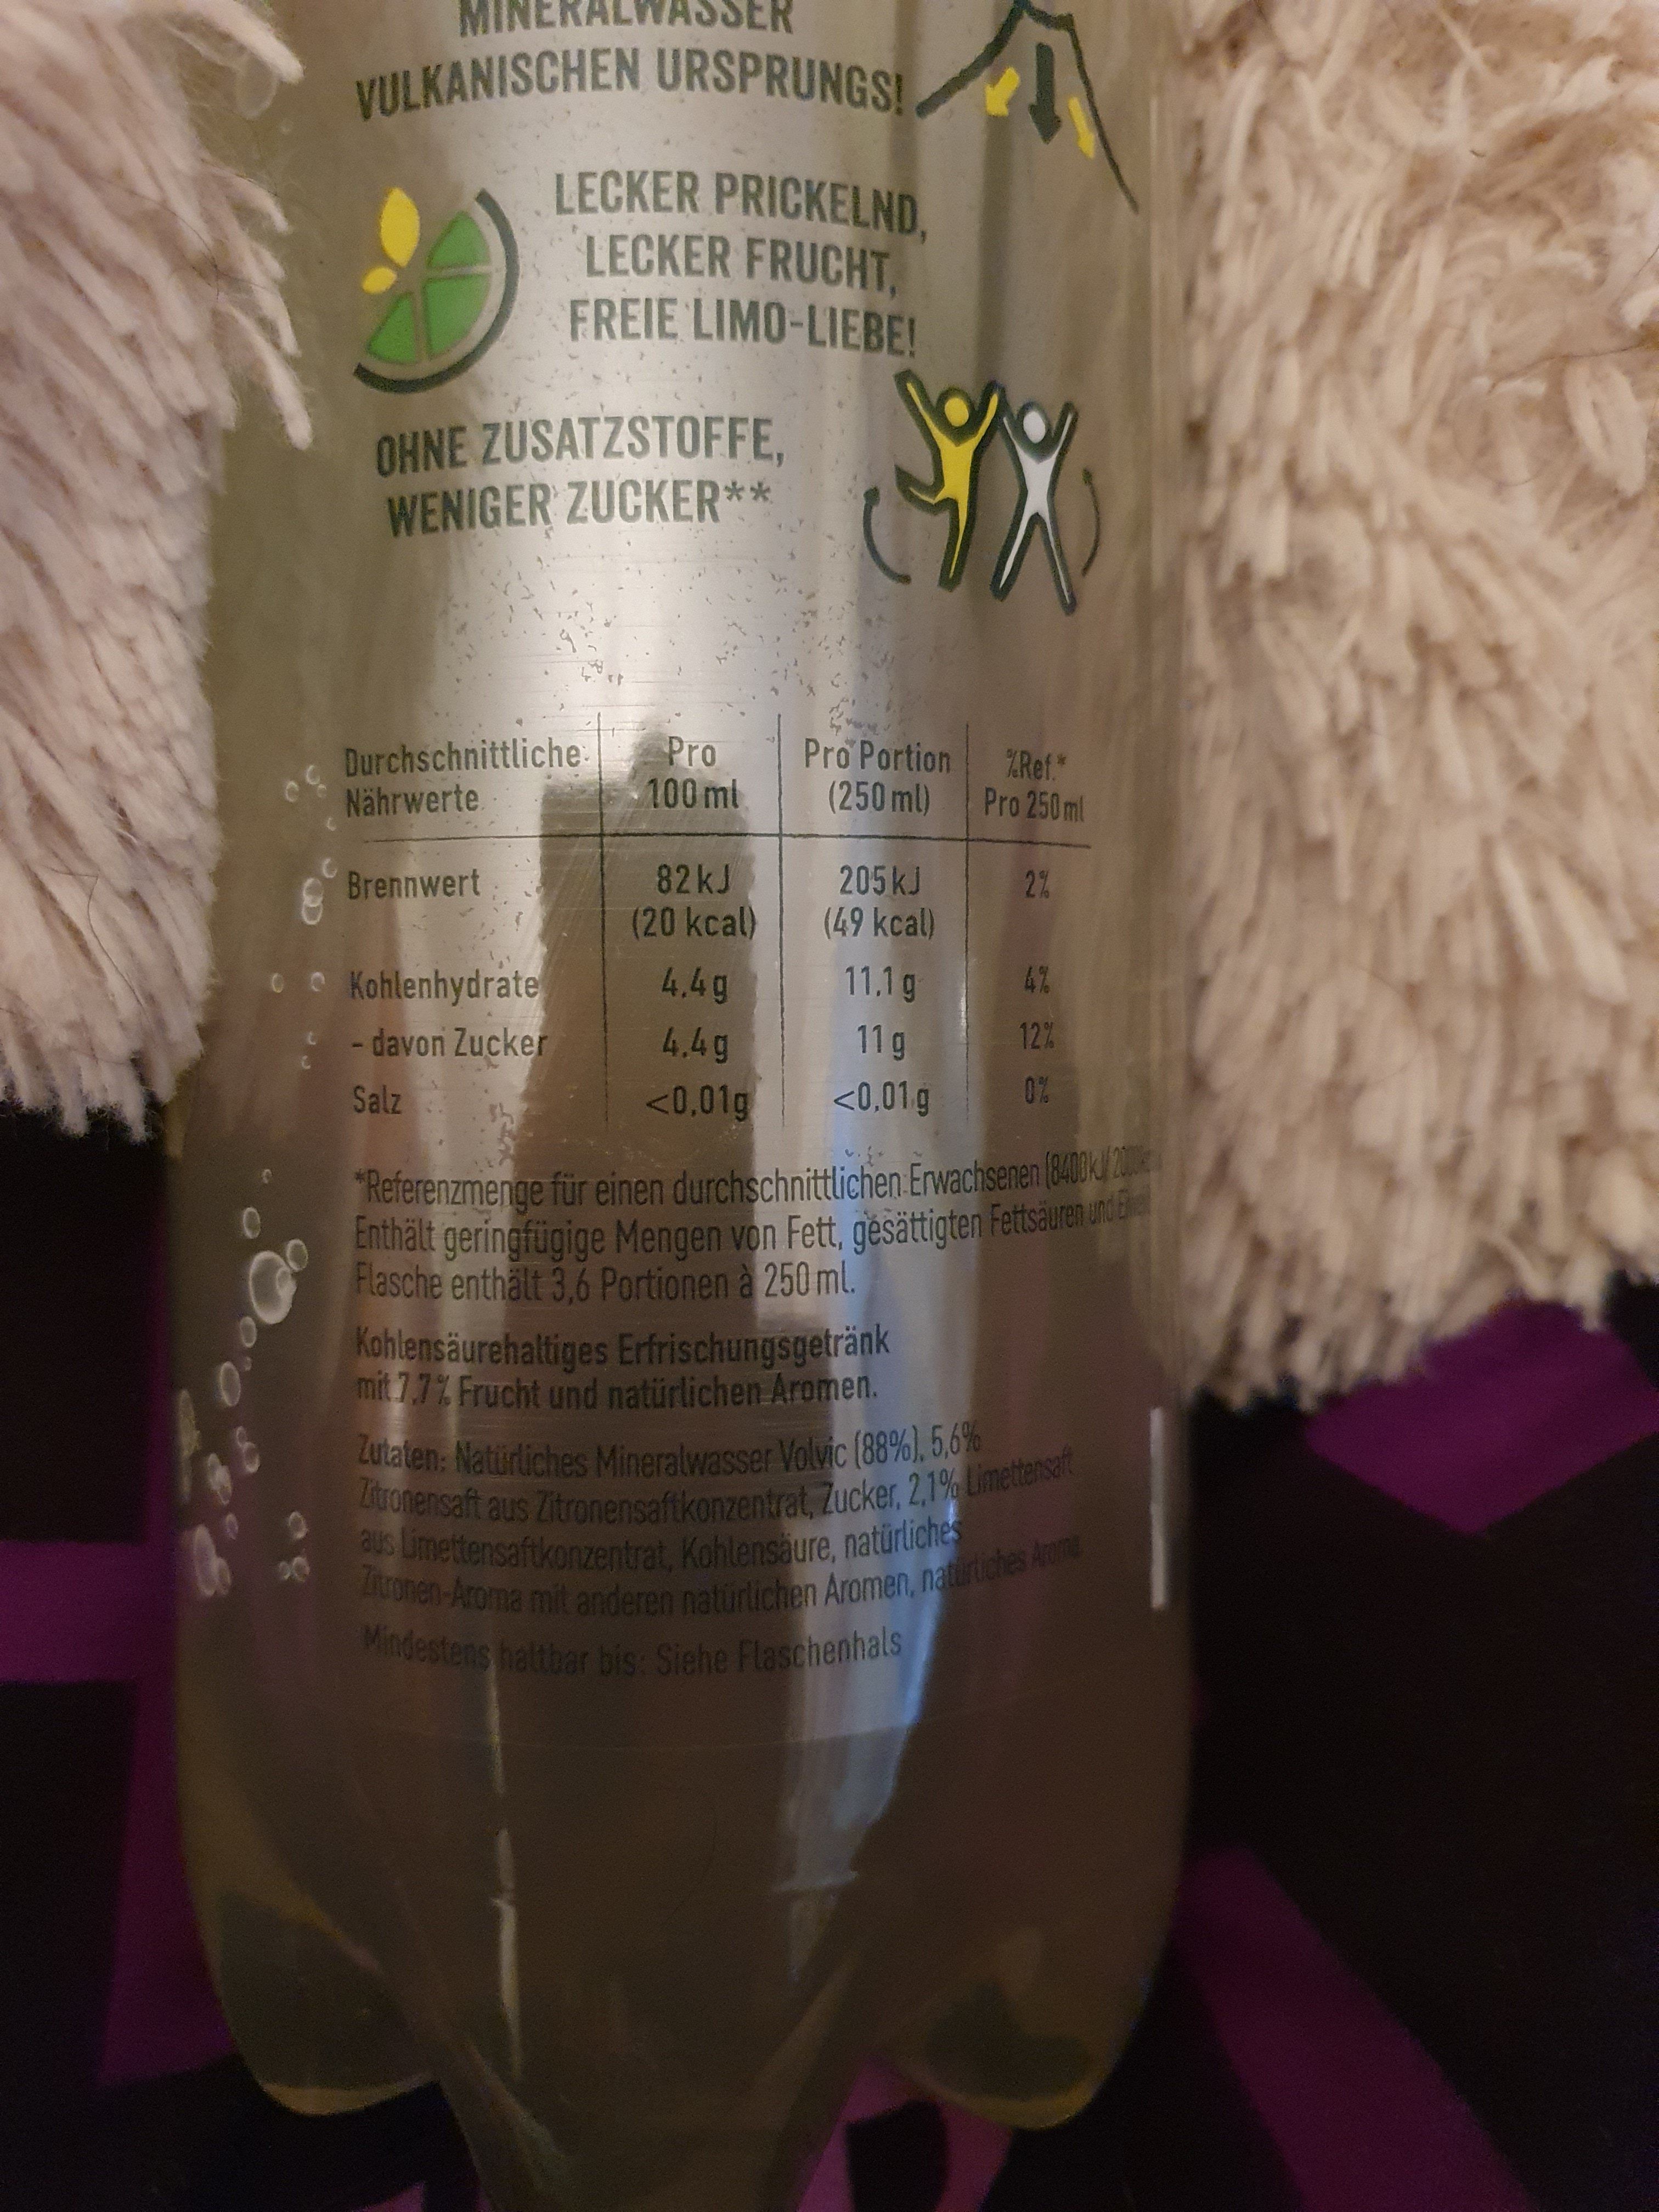 MINERALWASSER
VULKANISCHEN URSPRUNGS!
LECKER PRICKELND,
LECKER FRUCHT,
FREIE LIMO-LIEBE!
OHNE ZUSATZSTOFFE,
WENIGER ZUCKER**
Durchschnittliche Nährwerte Pro 100 ml Pro Portion (250 ml) %Ref.* Pro 250 ml
Brennwert 82 kJ (20 kcal) 205 kJ (49 kcal) 2%
Kohlenhydrate 4,4 g 11,1 g 4%
- davon Zucker 4,4 g 11 g 12%
Salz <0,01g <0,01g 0%
*Referenzmenge für einen durchschnittlichen Erwachsenen (8400 kJ/
Enthält geringfügige Mengen von Fett, gesättigten Fettsäuren und
Flasche enthält 3,6 Portionen à 250 ml.
Kohlensäurehaltiges Erfrischungsgetränk
mit 7,7% Frucht und natürlichen Aromen.
Zutaten: Natürliches Mineralwasser Volvic (88%), 5,6%
Zitronensaft aus Zitronensaftkonzentrat, Zucker, 2,1% Limettensaft
aus Limettensaftkonzentrat, Kohlensäure, natürliches
Zitronen-Aroma mit anderen natürlichen Aromen, natürliches Aroma.
Mindestens haltbar bis: Siehe Flaschenhals